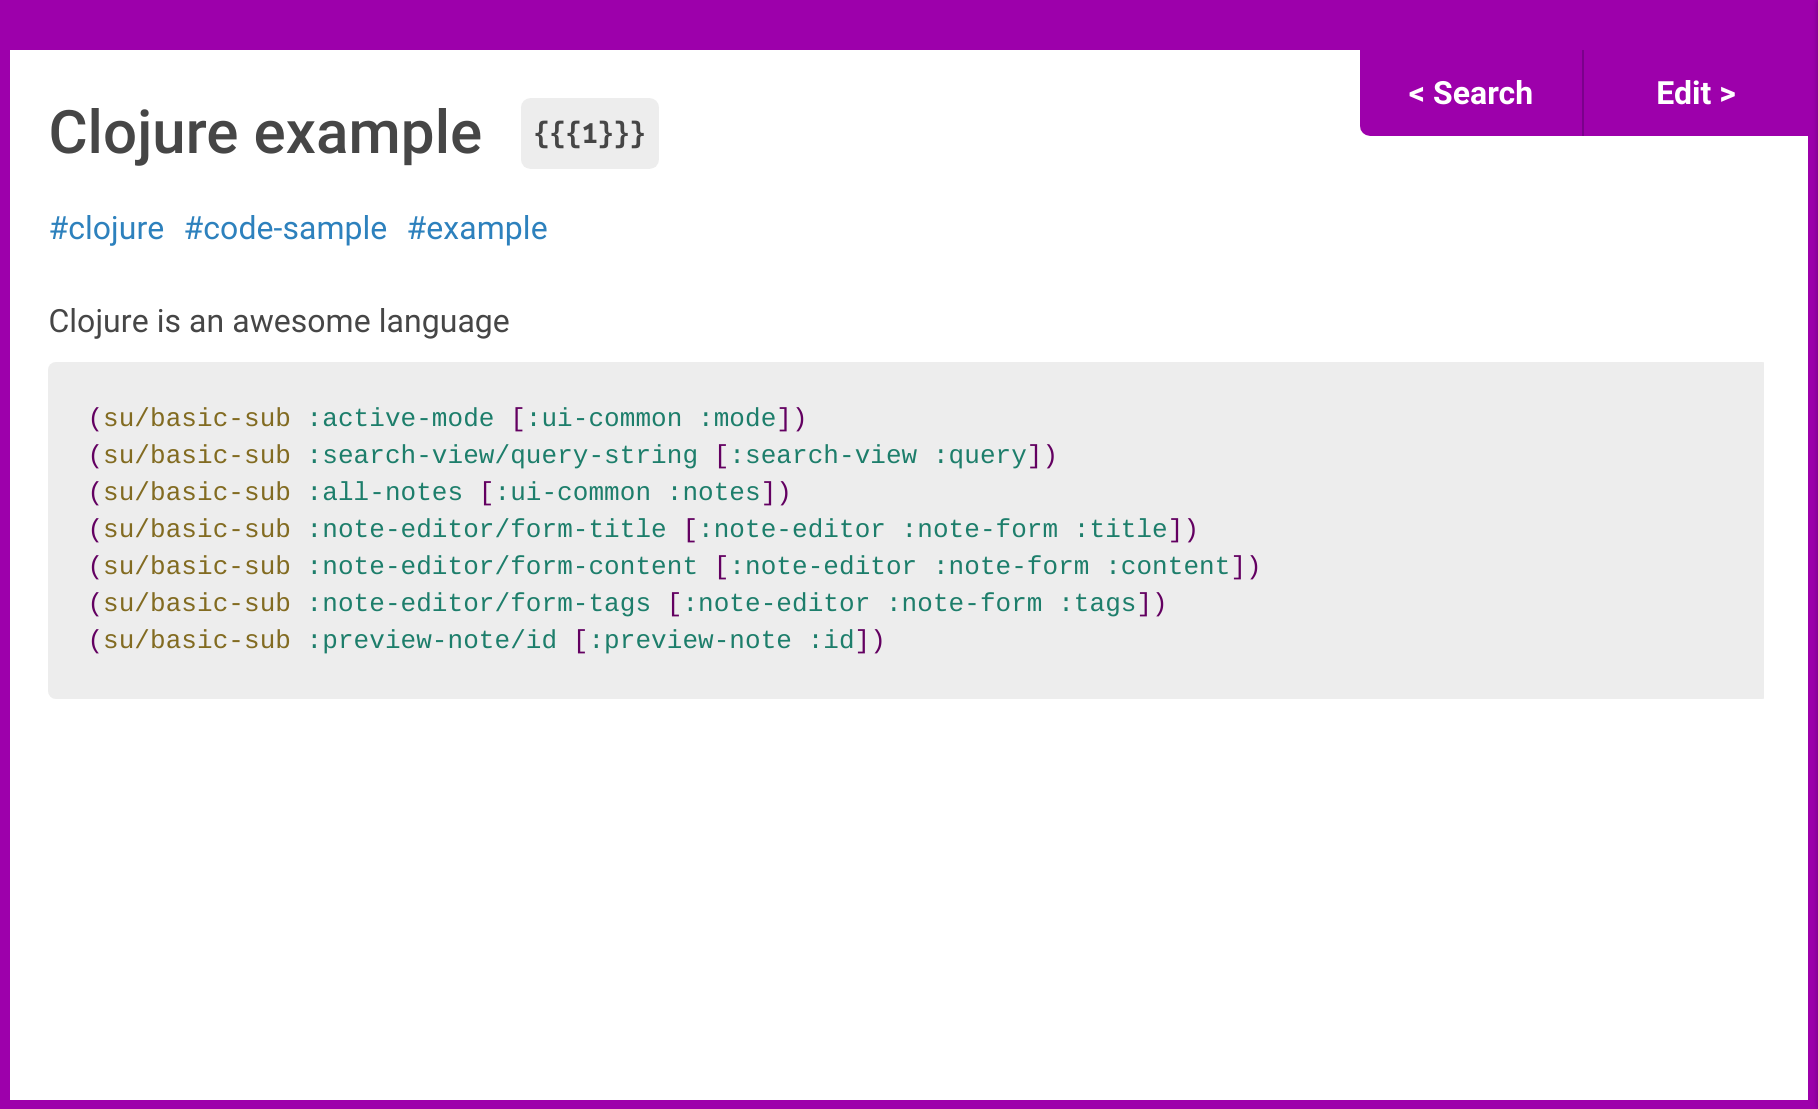 < Search Edit >
Clojure example {{{1}}}
#clojure #code-sample #example
Clojure is an awesome language
(su/basic-sub :active-mode [:ui-common :mode])
(su/basic-sub :search-view/query-string [:search-view :query])
(su/basic-sub :all-notes [:ui-common :notes])
(su/basic-sub :note-editor/form-title [:note-editor :note-form :title])
(su/basic-sub :note-editor/form-content [:note-editor :note-form :content])
(su/basic-sub :note-editor/form-tags [:note-editor :note-form :tags])
(su/basic-sub :preview-note/id [:preview-note :id])